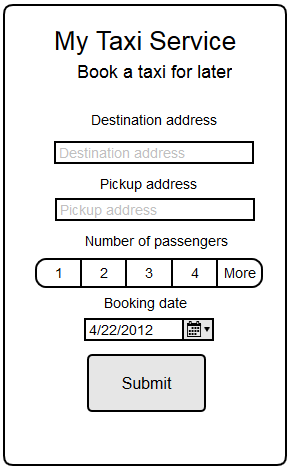 My Taxi Service
Book a taxi for later
Destination address
Destination address
Pickup address
Pickup address
Number of passengers
1 2 3 4 More
Booking date
4/22/2012
Submit